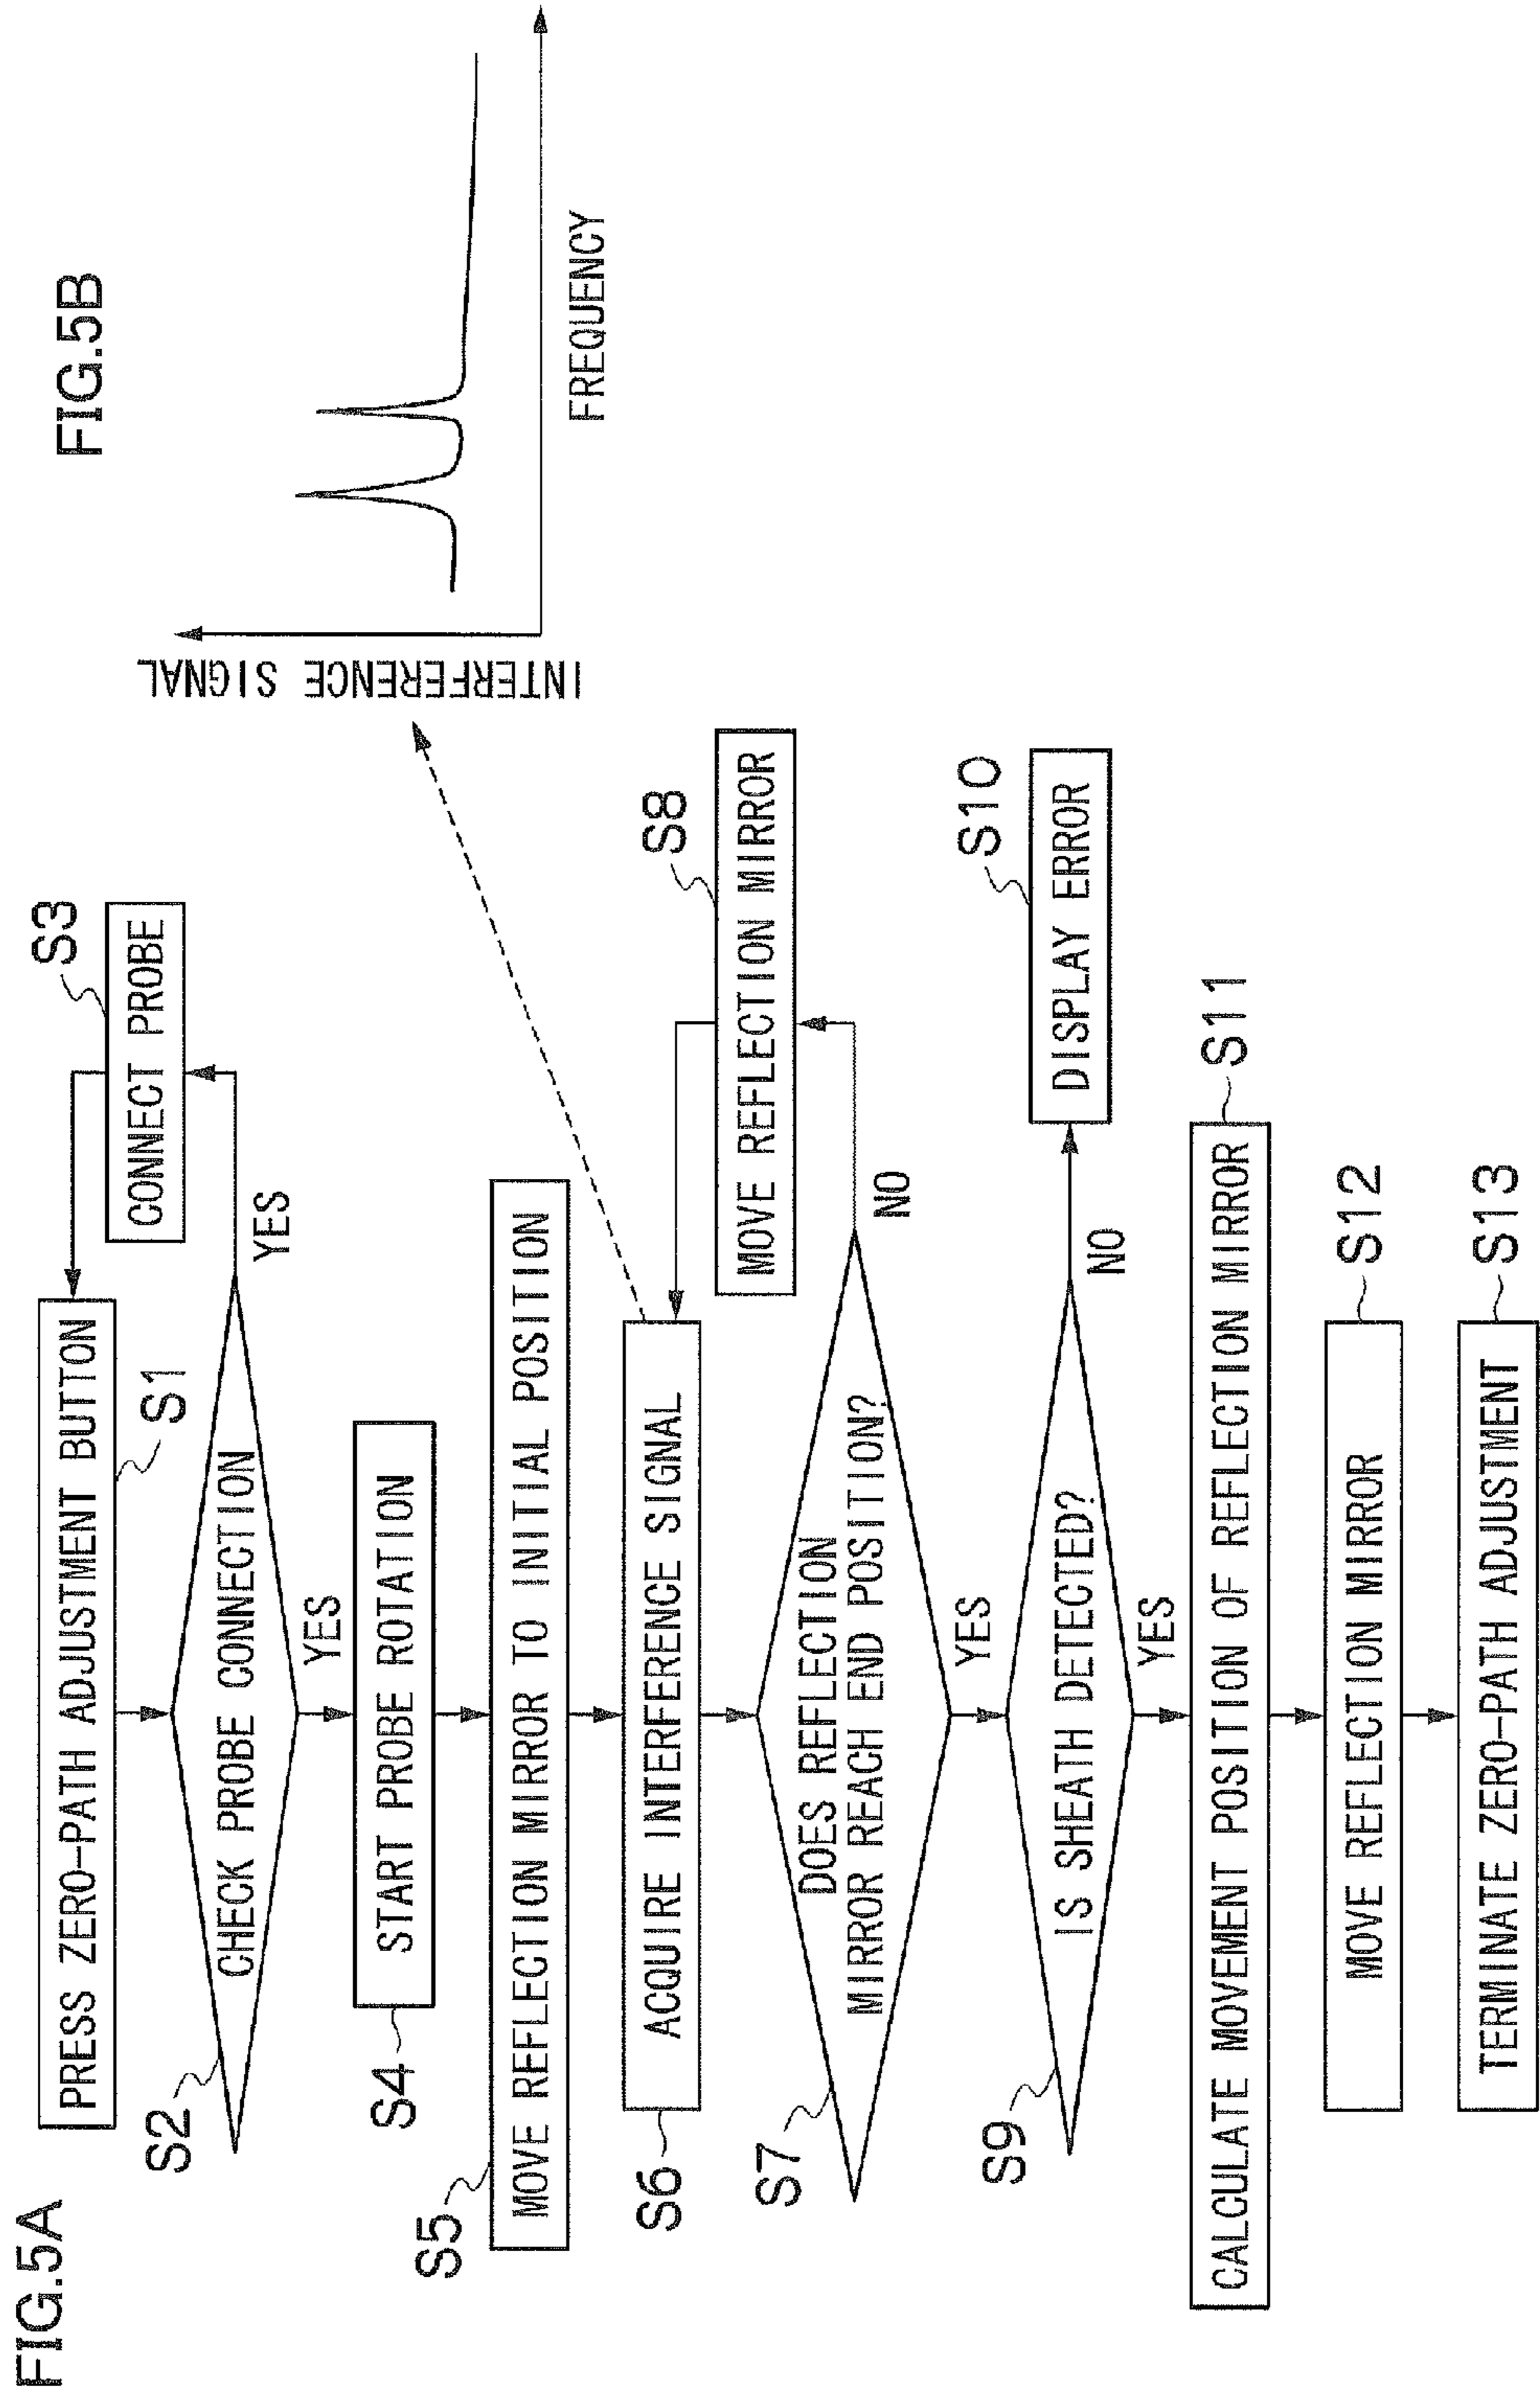 FIG.5A
PRESS ZERO-PATH ADJUSTMENT BUTTON
S1
S2
CHECK PROBE CONNECTION
YES
CONNECT PROBE
S3
YES
START PROBE ROTATION
S4
S5
MOVE REFLECTION MIRROR TO INITIAL POSITION
ACQUIRE INTERFERENCE SIGNAL
S6
S7
DOES REFLECTION
MIRROR REACH END POSITION?
NO
MOVE REFLECTION MIRROR
S8
YES
S9
IS SHEATH DETECTED?
NO
DISPLAY ERROR
S10
YES
CALCULATE MOVEMENT POSITION OF REFLECTION MIRROR
S11
MOVE REFLECTION MIRROR
S12
TERMINATE ZERO-PATH ADJUSTMENT
S13
FIG.5B
INTERFERENCE SIGNAL
FREQUENCY